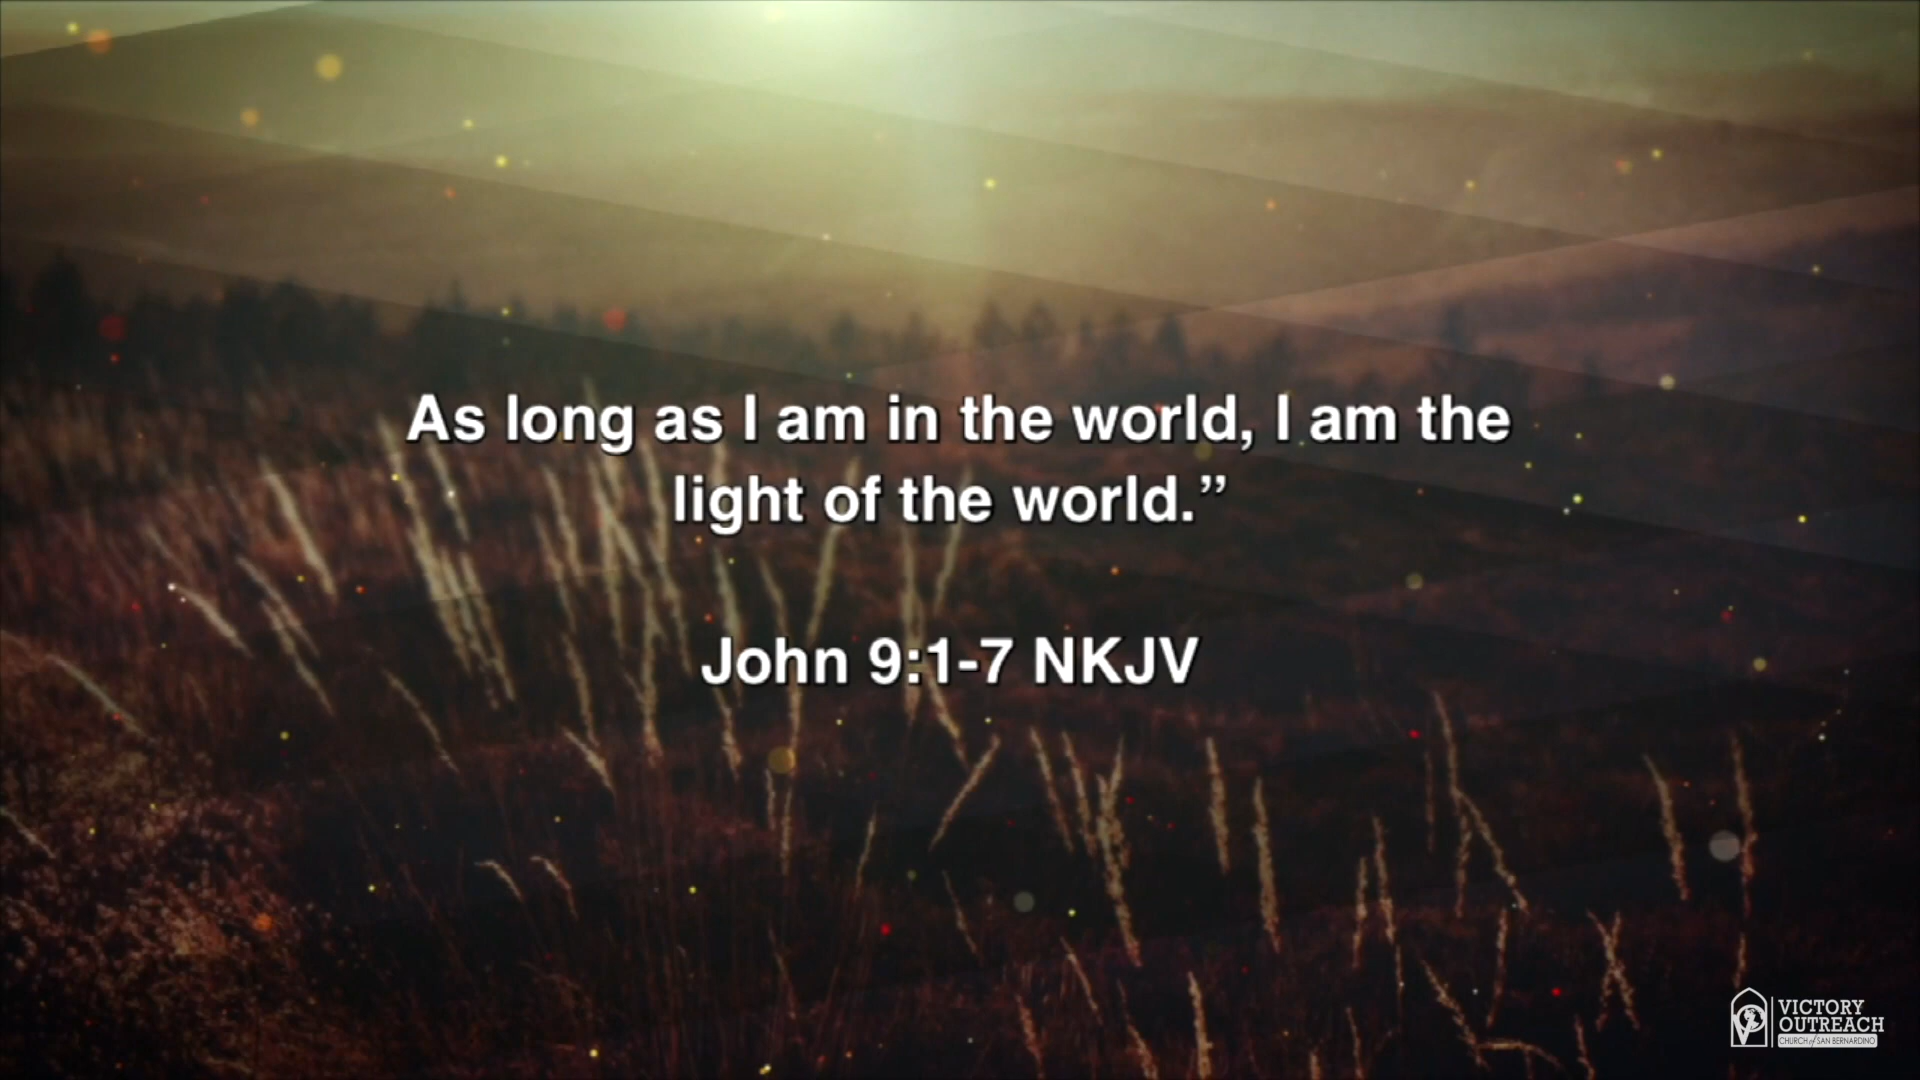 As long as I am in the world, I am the
light of the world.”
John 9:1-7 NKJV
VICTORY
OUTREACH
CHURCH of SAN BERNARDINO